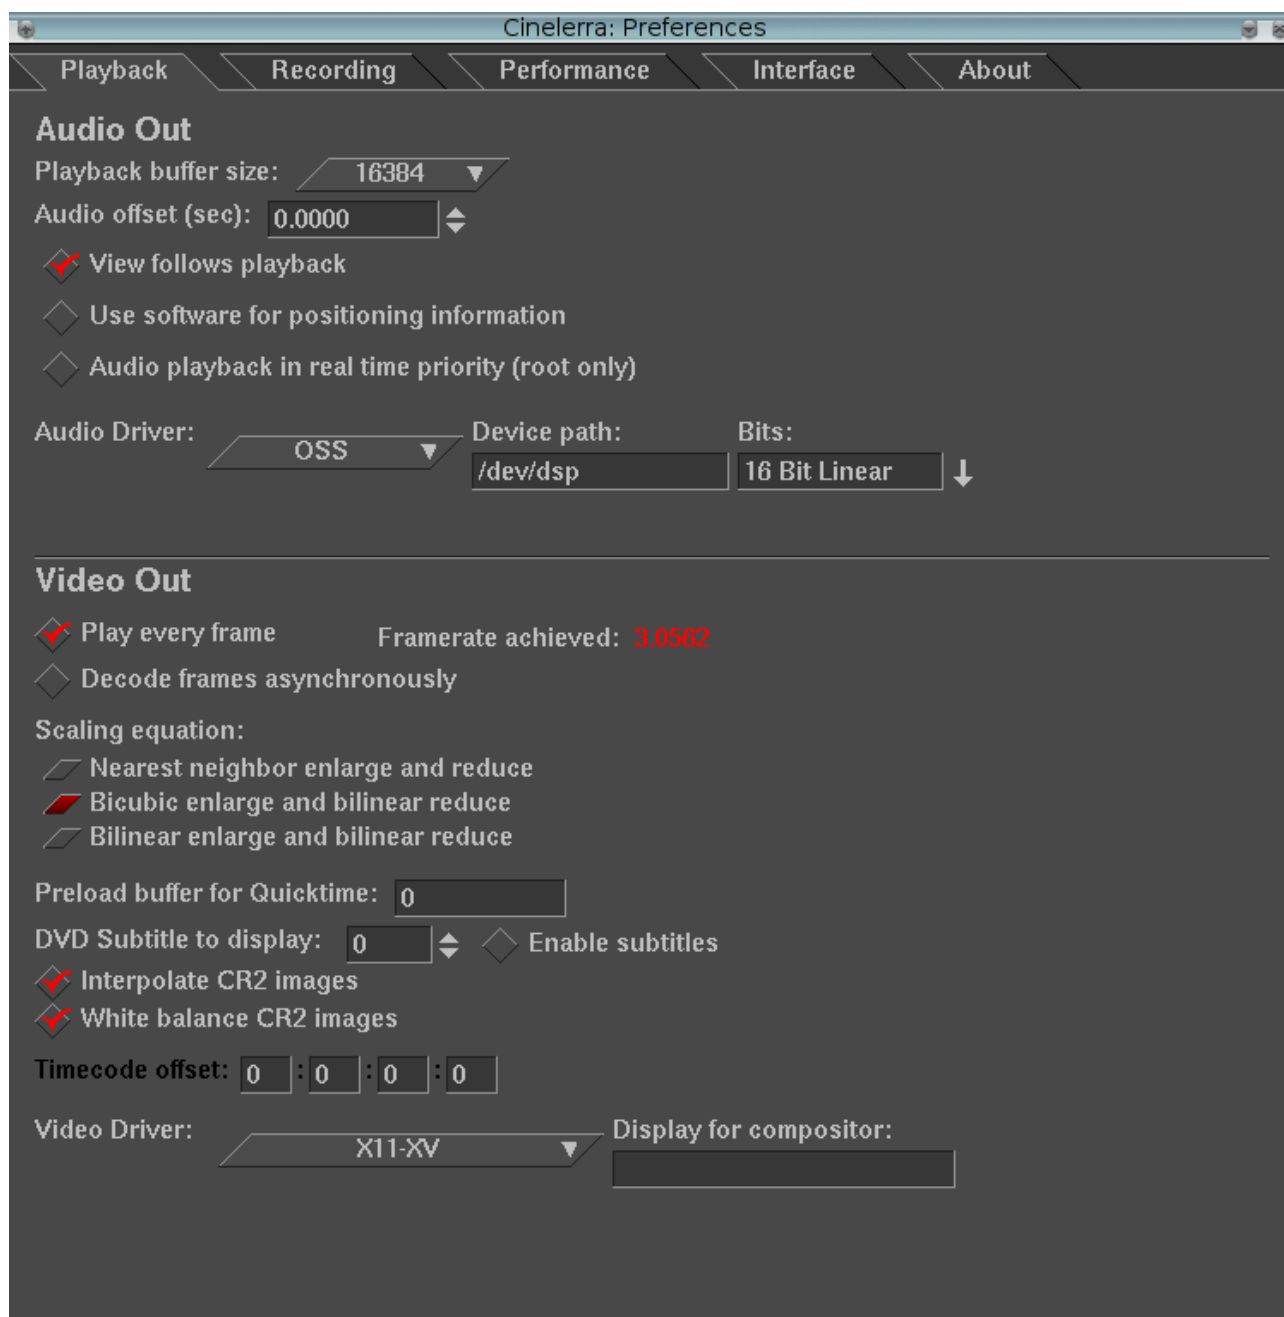 Cinelerra: Preferences
Playback Recording Performance Interface About
Audio Out
Playback buffer size: 16384
Audio offset (sec): 0.0000
View follows playback
Use software for positioning information
Audio playback in real time priority (root only)
Audio Driver: OSS Device path: Bits:
/dev/dsp 16 Bit Linear
Video Out
Play every frame Framerate achieved: 3.0562
Decode frames asynchronously
Scaling equation:
Nearest neighbor enlarge and reduce
Bicubic enlarge and bilinear reduce
Bilinear enlarge and bilinear reduce
Preload buffer for Quicktime: 0
DVD Subtitle to display: 0 Enable subtitles
Interpolate CR2 images
White balance CR2 images
Timecode offset: 0 : 0 : 0 : 0
Video Driver: X11-XV Display for compositor: